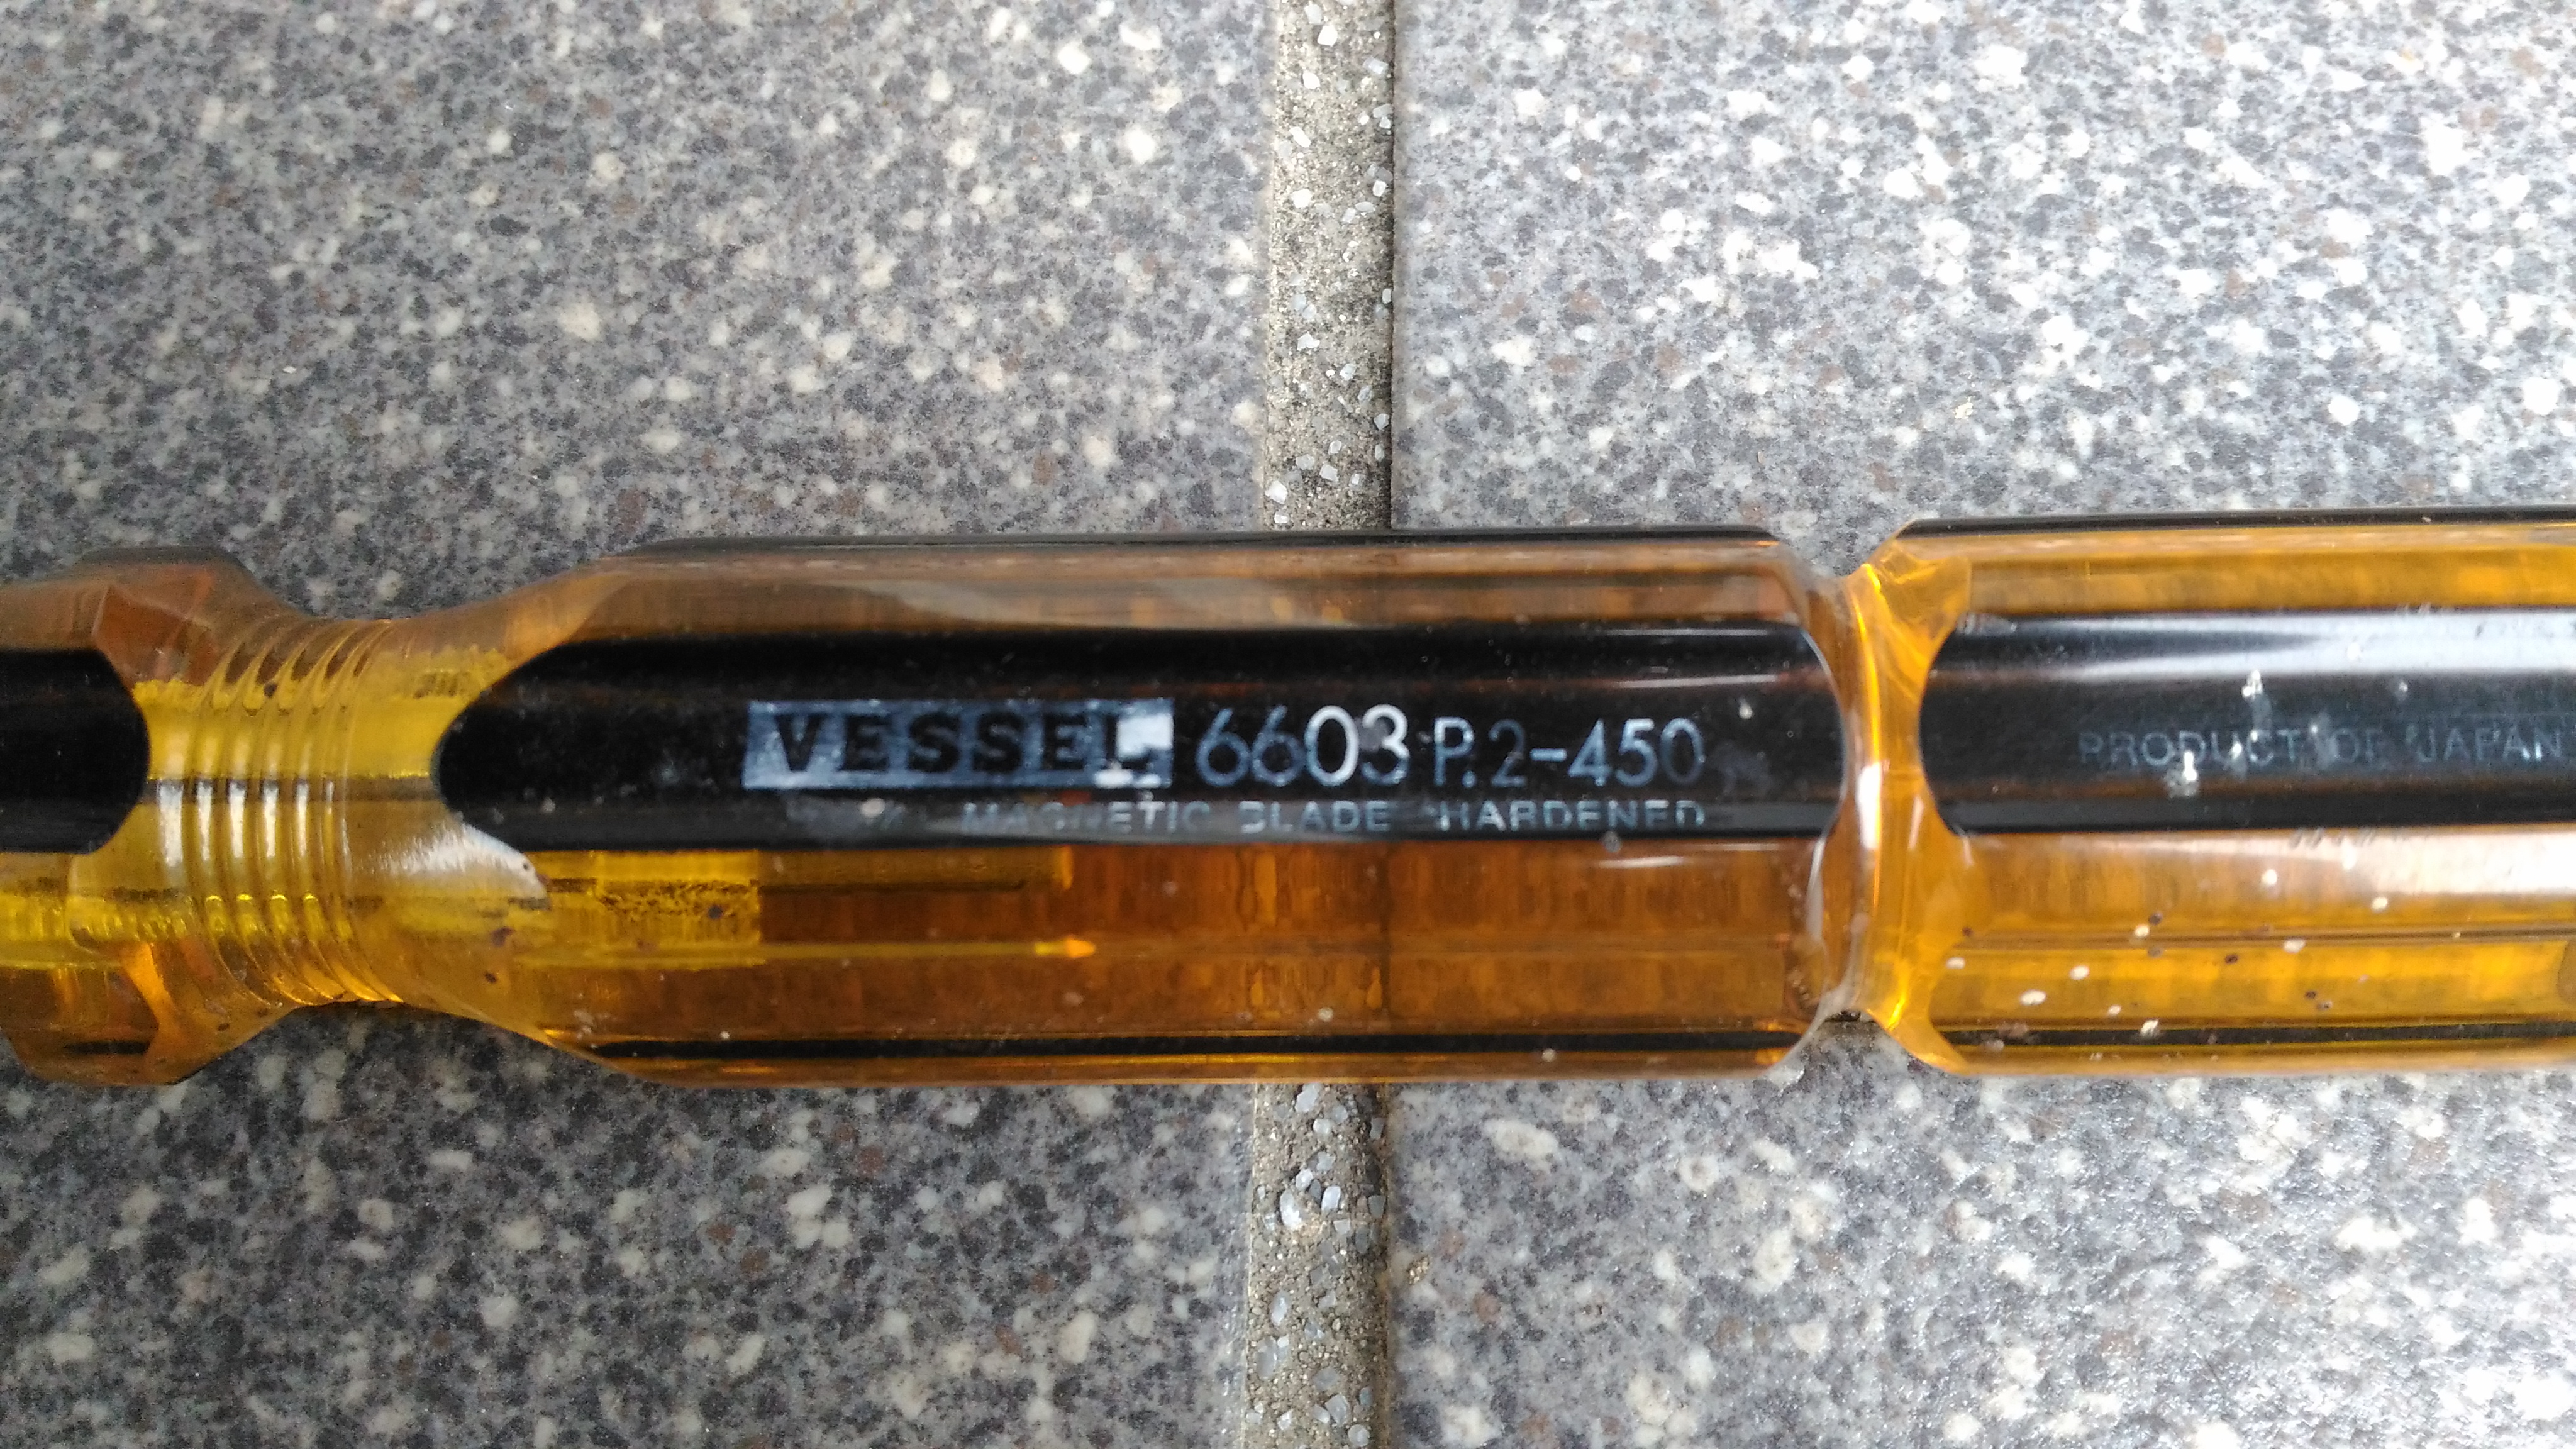 VESSEL 6603 P.2-450
MAGNETIC BLADE HARDENED
PRODUCT OF JAPAN